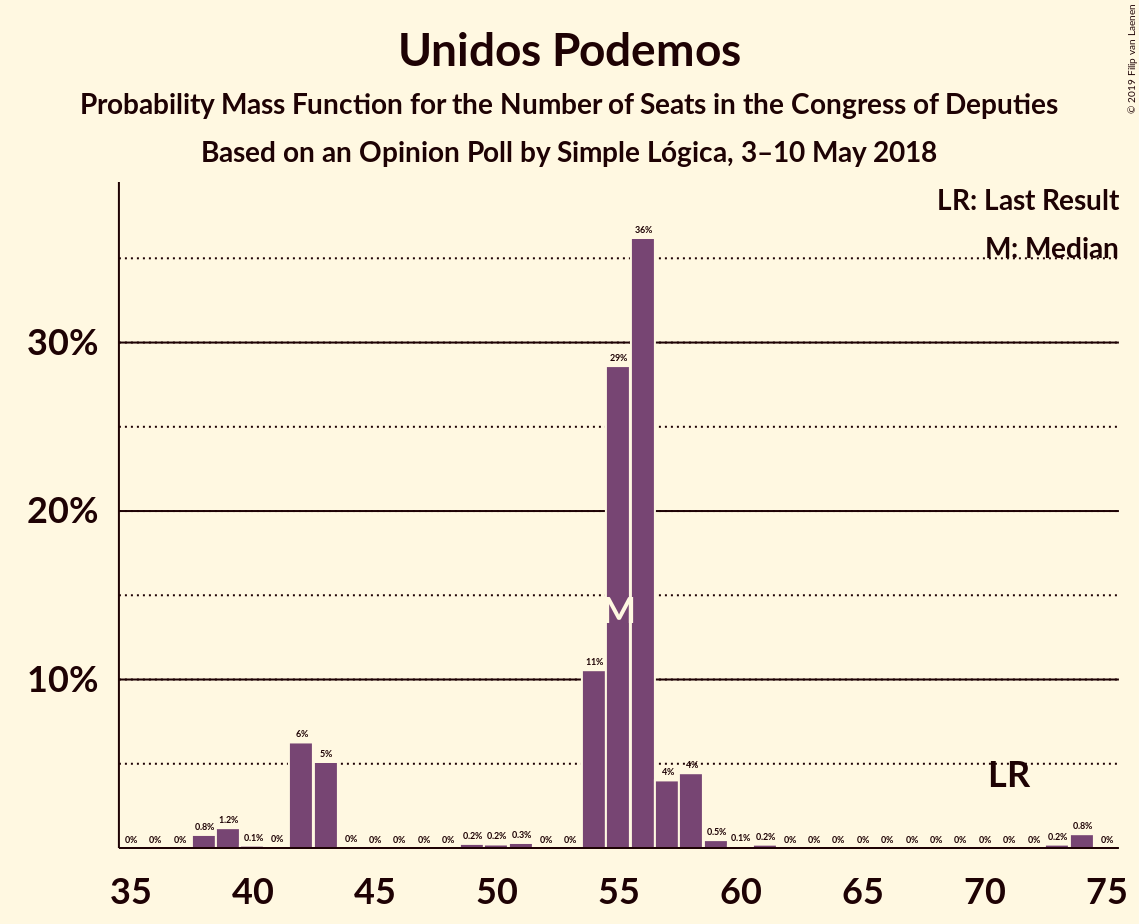 © 2019 Filip van Laenen
Unidos Podemos
Probability Mass Function for the Number of Seats in the Congress of Deputies
Based on an Opinion Poll by Simple Lógica, 3–10 May 2018
LR: Last Result
M: Median
30%
20%
10%
0% 0% 0% 0.8% 1.2% 0.1% 0% 6% 5% 0% 0% 0% 0% 0% 0.2% 0.2% 0.3% 0% 0% 11% 29% 36% 4% 4% 0.5% 0.1% 0.2% 0% 0% 0% 0% 0% 0% 0% 0% 0% 0% 0% 0.2% 0.8% 0%
M
LR
35 40 45 50 55 60 65 70 75